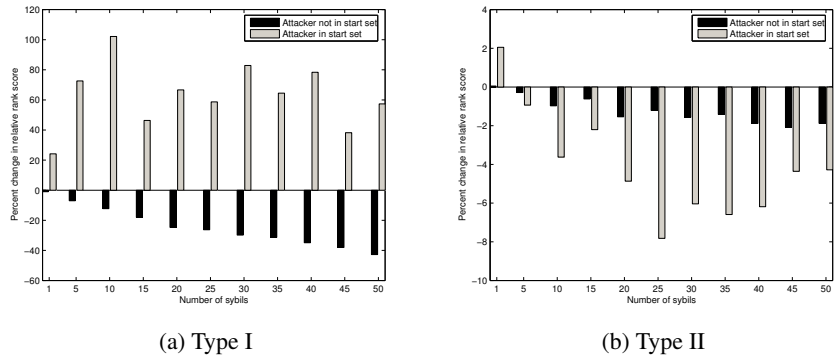 120
100
80
60
40
20
0
−20
−40
−60
Percent change in relative rank score
Attacker not in start set
Attacker in start set
1 5 10 15 20 25 30 35 40 45 50
Number of sybils
(a) Type I
4
2
0
−2
−4
−6
−8
−10
Percent change in relative rank score
Attacker not in start set
Attacker in start set
1 5 10 15 20 25 30 35 40 45 50
Number of sybils
(b) Type II